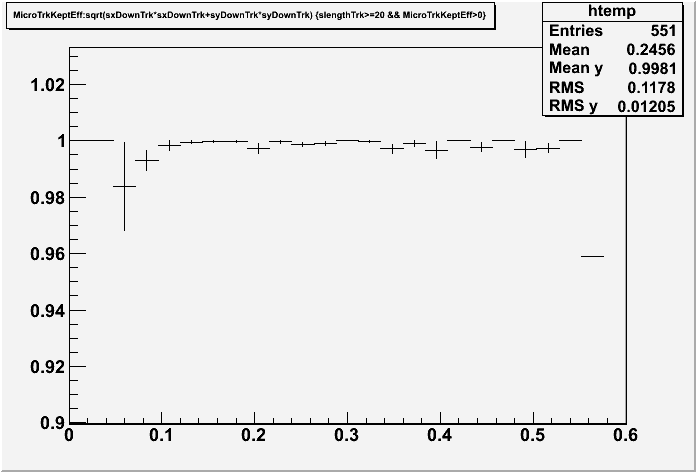 MicroTrkKeptEff:sqrt(sxDownTrk*sxDownTrk+syDownTrk*syDownTrk) {slengthTrk>=20 && MicroTrkKeptEff>0}
htemp
Entries 551
Mean 0.2456
Mean y 0.9981
RMS 0.1178
RMS y 0.01205
1.02
1
0.98
0.96
0.94
0.92
0.9
0 0.1 0.2 0.3 0.4 0.5 0.6